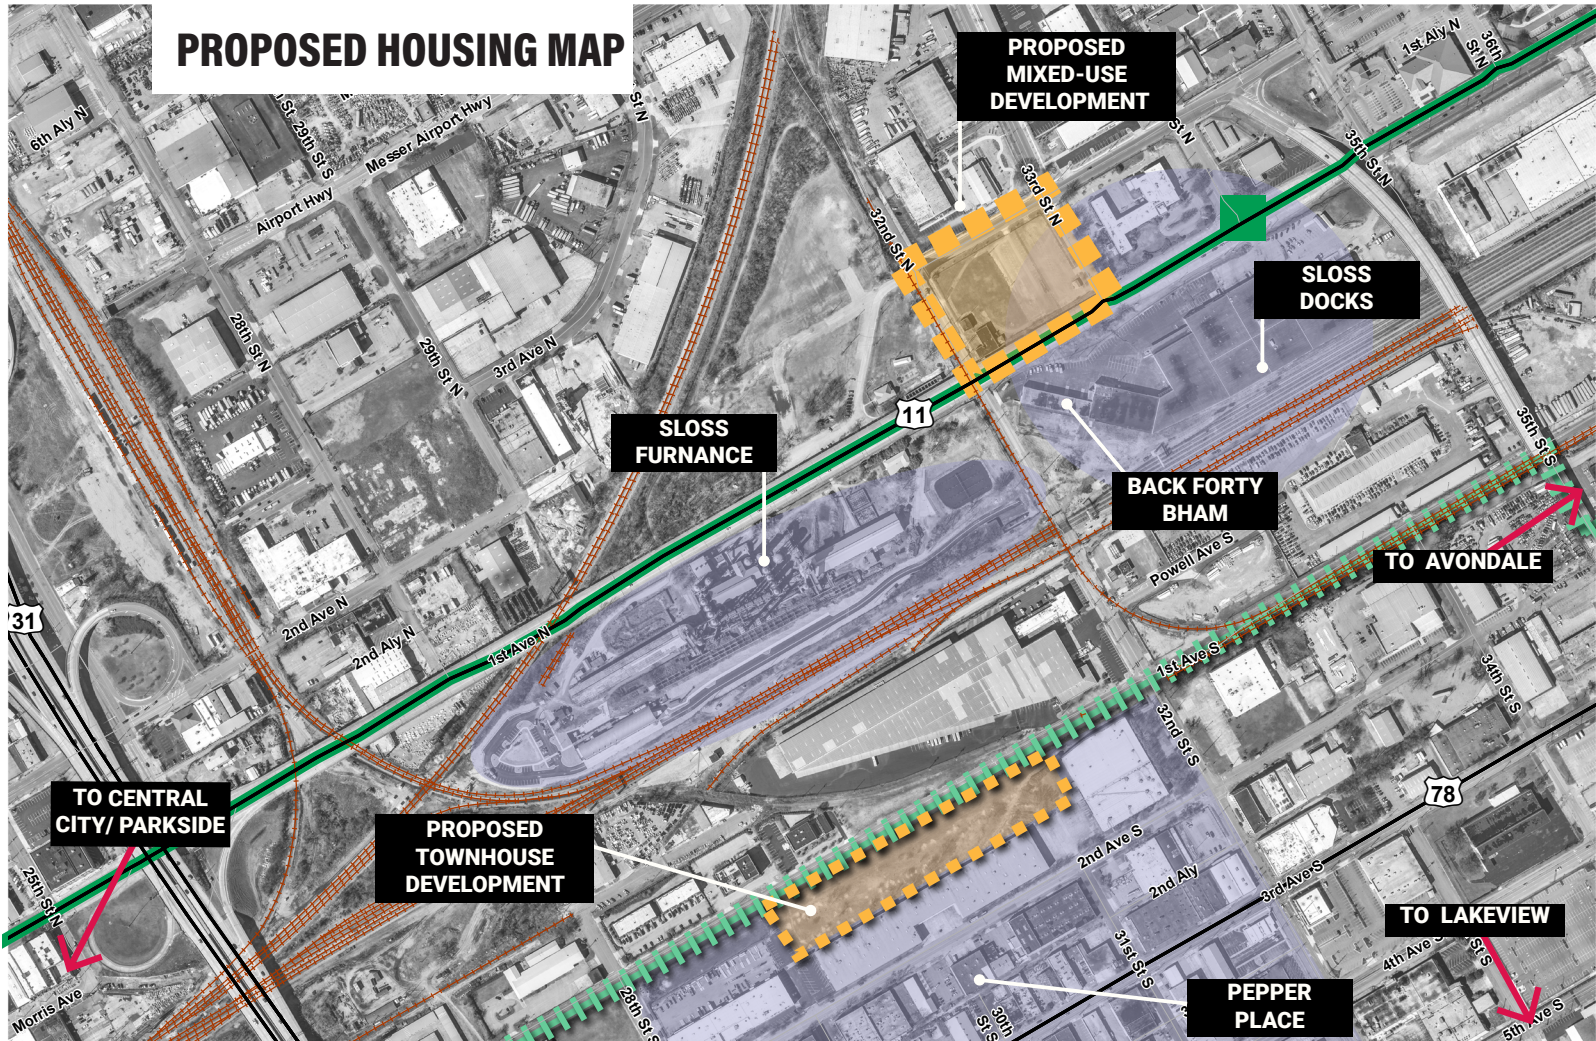 PROPOSED HOUSING MAP
PROPOSED
MIXED-USE
DEVELOPMENT
1st Aly N
36th
St N
St N
St N
6th Aly N
29th St S
Messer Airport Hwy
Airport Hwy
35th St N
33rd St N
32nd St N
SLOSS
DOCKS
28th St N
29th St N
3rd Ave N
11
SLOSS
FURNANCE
BACK FORTY
BHAM
35th St S
TO AVONDALE
Powell Ave S
31
2nd Ave N
2nd Aly N
1st Ave N
1st Ave S
34th St S
32nd St S
78
TO CENTRAL
CITY/ PARKSIDE
PROPOSED
TOWNHOUSE
DEVELOPMENT
2nd Ave S
2nd Aly
3rd Ave S
25th St N
TO LAKEVIEW
St S
4th Ave S
31st St S
Morris Ave
28th St S
30th
St S
PEPPER
PLACE
5th Ave S